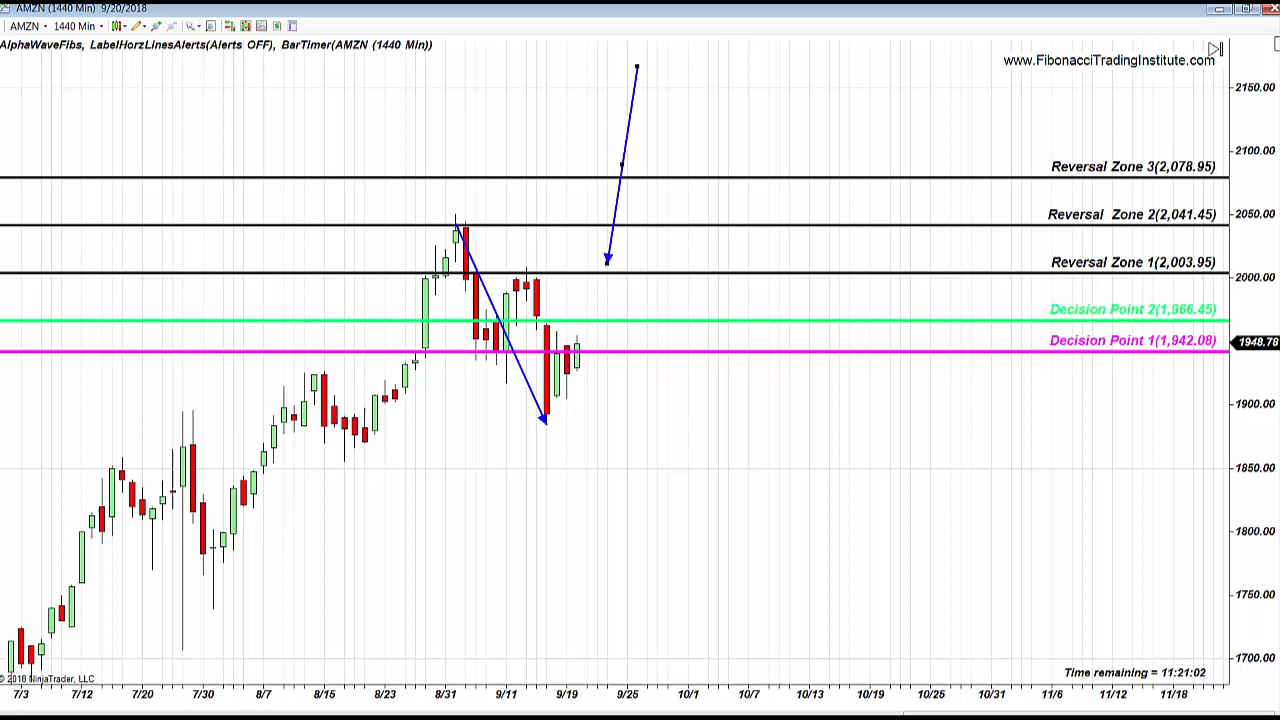 AMZN (1440 Min) 9/20/2018
AMZN 1440 Min
AlphaWaveFibs, LabelHorzLinesAlerts(Alerts OFF), BarTimer(AMZN (1440 Min))
www.FibonacciTradingInstitute.com
2150.00
2100.00
Reversal Zone 3(2,078.95)
Reversal Zone 2(2,041.45)
2050.00
Reversal Zone 1(2,003.95)
2000.00
Decision Point 2(1,966.45)
Decision Point 1(1,942.08)
1948.78
1900.00
1850.00
1800.00
1750.00
1700.00
Time remaining = 11:21:02
© 2018 NinjaTrader, LLC
7/3 7/12 7/20 7/30 8/7 8/15 8/23 8/31 9/11 9/19 9/25 10/1 10/7 10/13 10/19 10/25 10/31 11/6 11/12 11/18